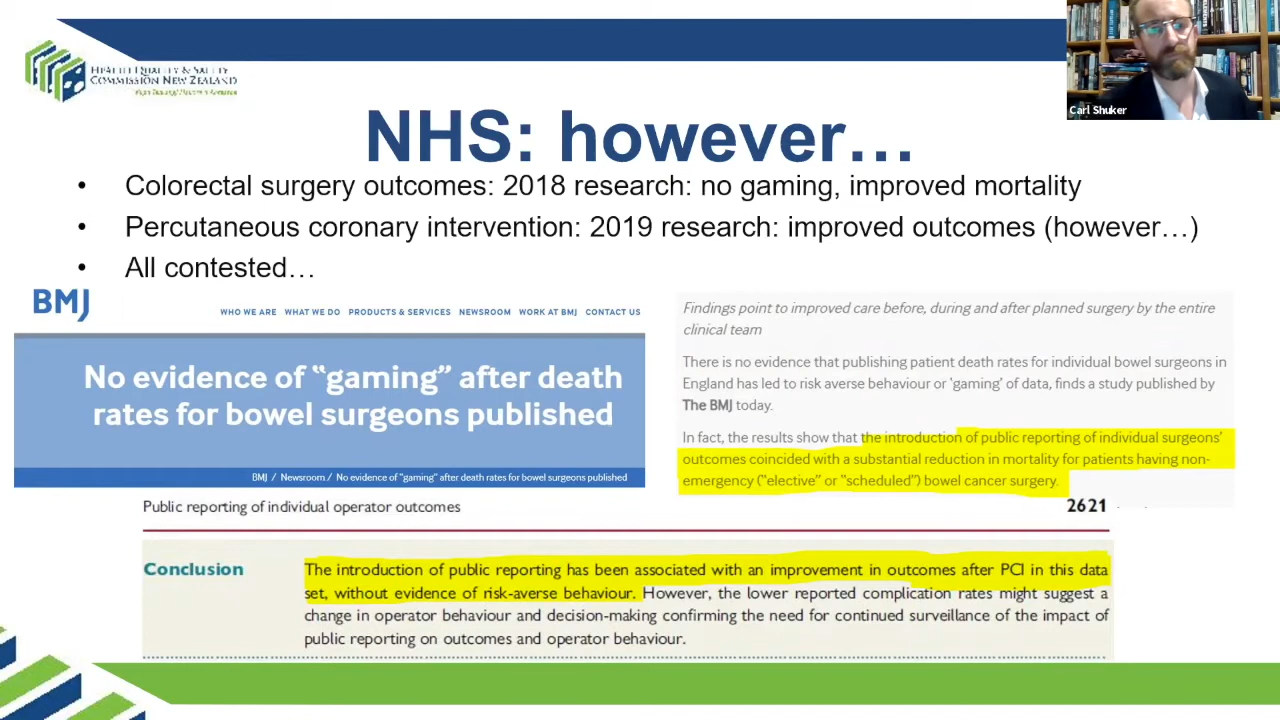 HEALTH QUALITY & SAFETY
COMMISSION NEW ZEALAND
Carl Shuker
NHS: however…
• Colorectal surgery outcomes: 2018 research: no gaming, improved mortality
• Percutaneous coronary intervention: 2019 research: improved outcomes (however…)
• All contested…
BMJ
WHO WE ARE WHAT WE DO PRODUCTS & SERVICES NEWSROOM WORK AT BMJ CONTACT US
No evidence of “gaming” after death
rates for bowel surgeons published
BMJ / Newsroom / No evidence of “gaming” after death rates for bowel surgeons published
Findings point to improved care before, during and after planned surgery by the entire
clinical team
There is no evidence that publishing patient death rates for individual bowel surgeons in
England has led to risk averse behaviour or 'gaming' of data, finds a study published by
The BMJ today.
In fact, the results show that the introduction of public reporting of individual surgeons’
outcomes coincided with a substantial reduction in mortality for patients having non-
emergency (“elective” or “scheduled”) bowel cancer surgery.
Public reporting of individual operator outcomes
2621
Conclusion
The introduction of public reporting has been associated with an improvement in outcomes after PCI in this data
set, without evidence of risk-averse behaviour. However, the lower reported complication rates might suggest a
change in operator behaviour and decision-making confirming the need for continued surveillance of the impact of
public reporting on outcomes and operator behaviour.